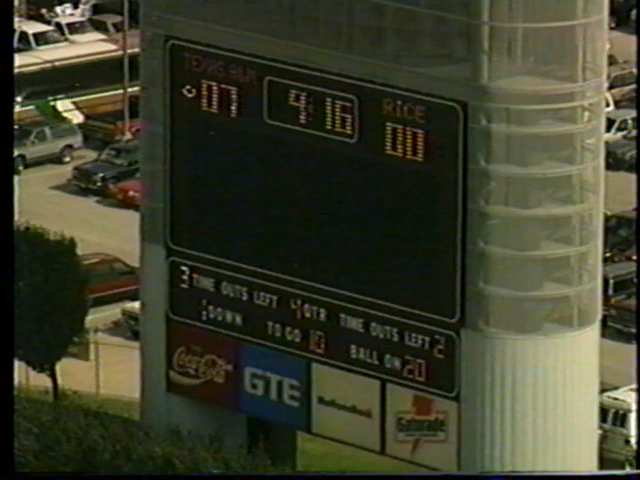 TEXAS A&M
07 4:16 RICE
00
3 TIME OUTS LEFT 4 QTR TIME OUTS LEFT 2
1 DOWN TO GO 10 BALL ON 20
Coca-Cola GTE NationsBank Gatorade